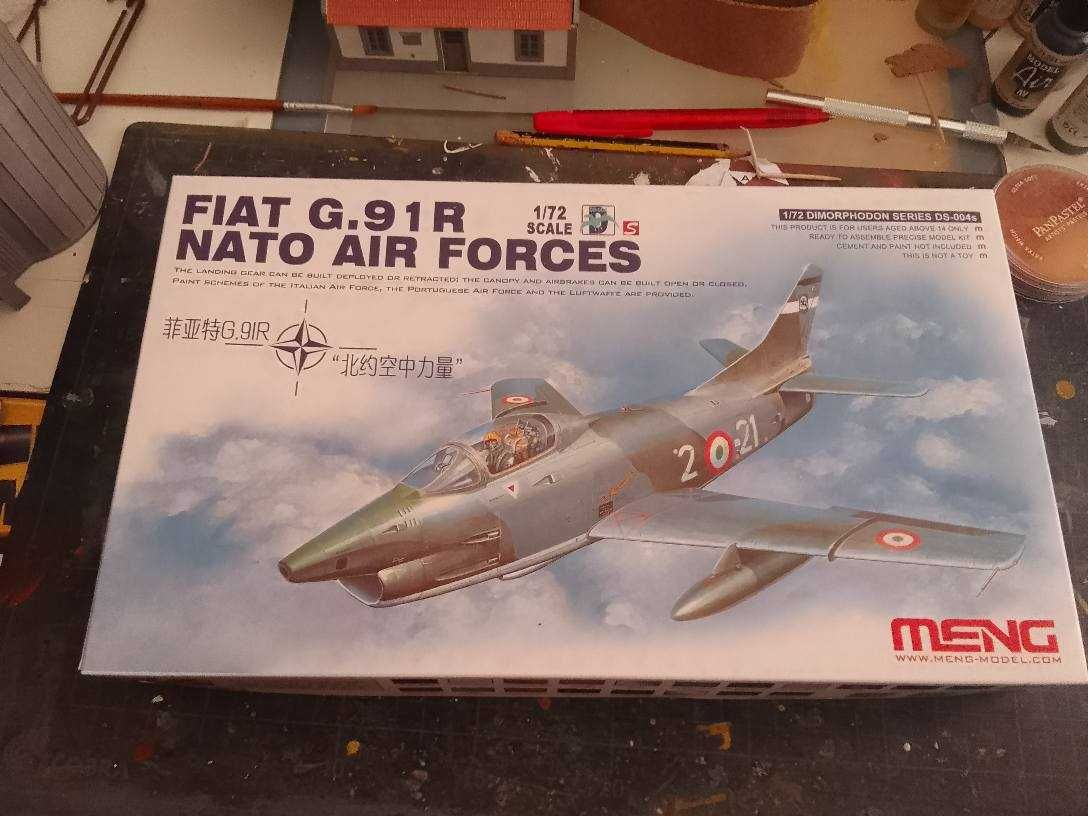 FIAT G.91R
NATO AIR FORCES
1/72
SCALE
D
S
1/72 DIMORPHODON SERIES DS-004s
THIS PRODUCT IS FOR USERS AGED ABOVE 14 ONLY m
READY TO ASSEMBLE PRECISE MODEL KIT m
CEMENT AND PAINT NOT INCLUDED m
THIS IS NOT A TOY m
THE LANDING GEAR CAN BE BUILT DEPLOYED OR RETRACTED; THE CANOPY AND AIRBRAKES CAN BE BUILT OPEN OR CLOSED.
PAINT SCHEMES OF THE ITALIAN AIR FORCE, THE PORTUGUESE AIR FORCE AND THE LUFTWAFFE ARE PROVIDED.
菲亚特G.91R
“北约空中力量”
2 21
MENG
WWW.MENG-MODEL.COM
MODEL
Air
PANPASTEL